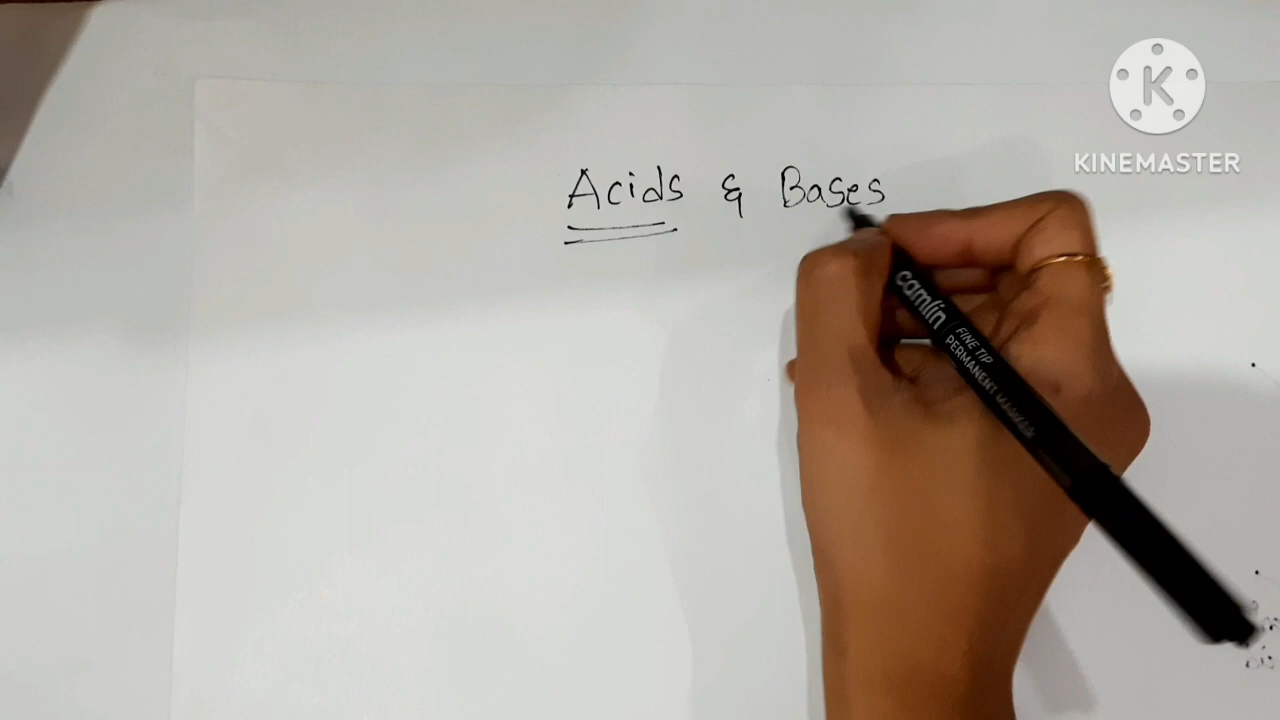 K
KINEMASTER
Acids & Bases
camlin
FINE TIP
PERMANENT MARKER